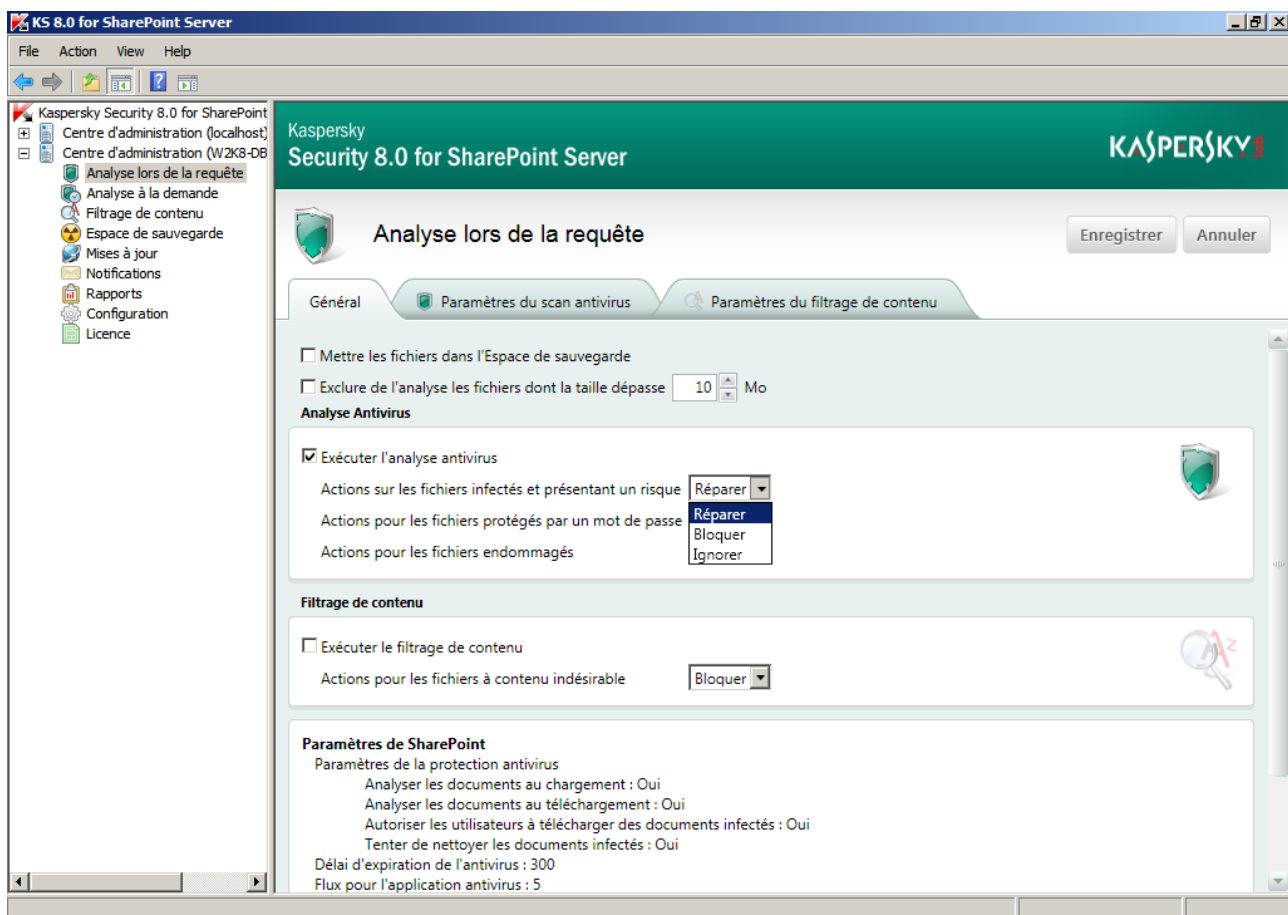 KS 8.0 for SharePoint Server
File Action View Help
Kaspersky Security 8.0 for SharePoint
Centre d'administration (localhost)
Centre d'administration (W2K8-DB
Analyse lors de la requête
Analyse à la demande
Filtrage de contenu
Espace de sauvegarde
Mises à jour
Notifications
Rapports
Configuration
Licence
Kaspersky
Security 8.0 for SharePoint Server
KASPERSKY lab
Analyse lors de la requête
Enregistrer Annuler
Général Paramètres du scan antivirus Paramètres du filtrage de contenu
Mettre les fichiers dans l'Espace de sauvegarde
Exclure de l'analyse les fichiers dont la taille dépasse 10 Mo
Analyse Antivirus
Exécuter l'analyse antivirus
Actions sur les fichiers infectés et présentant un risque Réparer
Réparer
Bloquer
Ignorer
Actions pour les fichiers protégés par un mot de passe
Actions pour les fichiers endommagés
Filtrage de contenu
Exécuter le filtrage de contenu
Actions pour les fichiers à contenu indésirable Bloquer
Paramètres de SharePoint
Paramètres de la protection antivirus
Analyser les documents au chargement : Oui
Analyser les documents au téléchargement : Oui
Autoriser les utilisateurs à télécharger des documents infectés : Oui
Tenter de nettoyer les documents infectés : Oui
Délai d'expiration de l'antivirus : 300
Flux pour l'application antivirus : 5